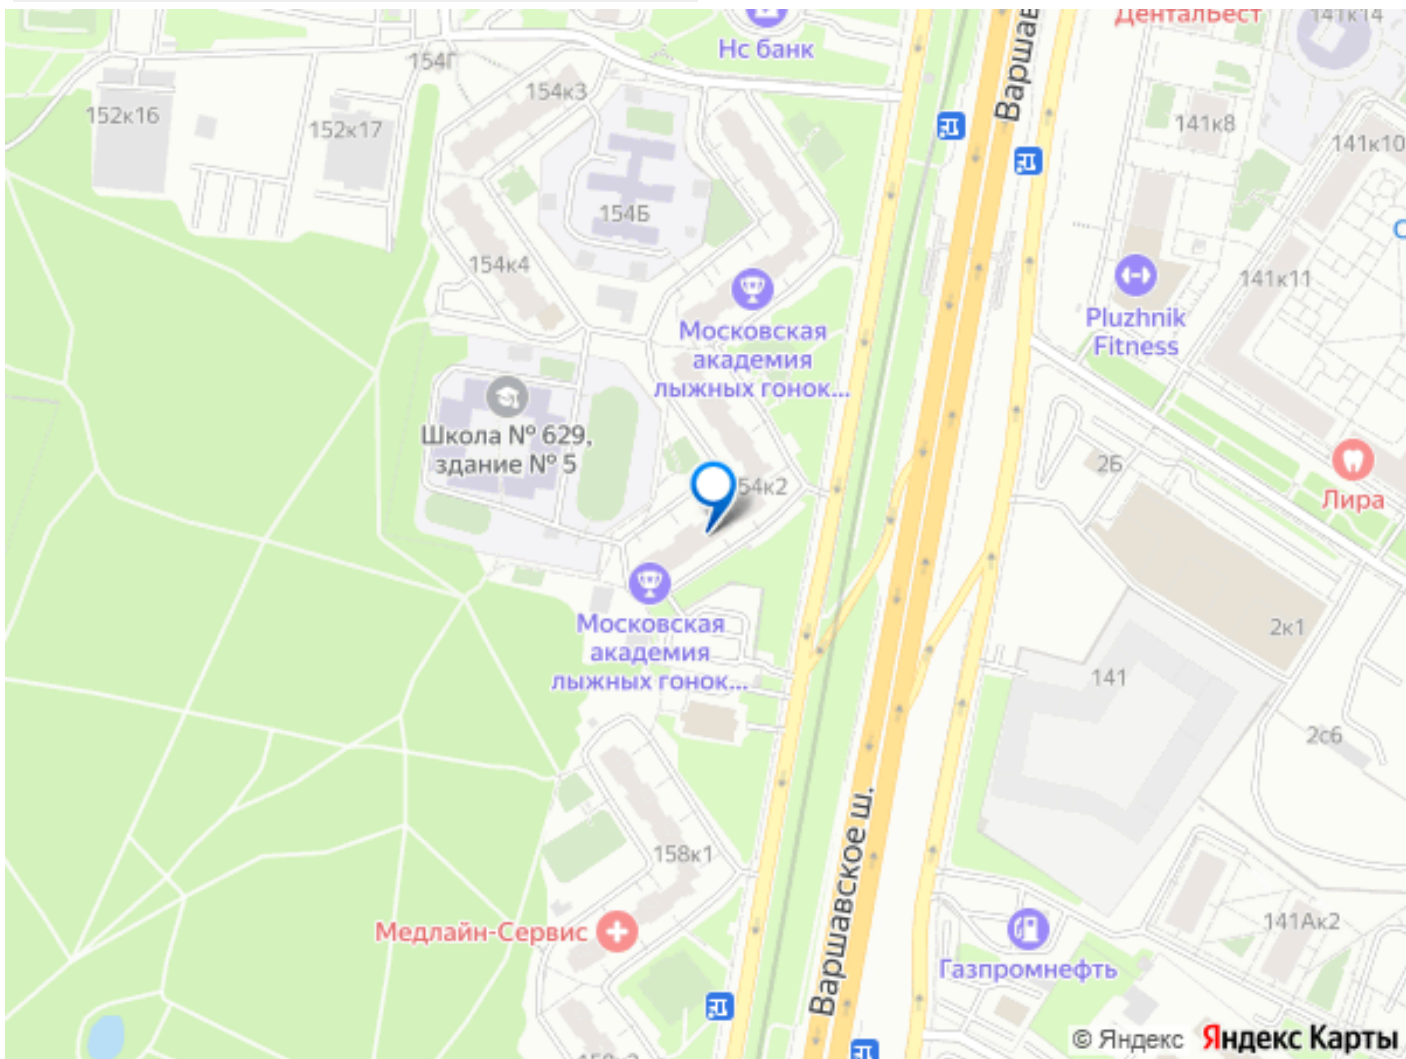 ДентальБест
141к14
Нс банк
Варшав
154Г
154к3
152к16
152к17
141к8
141к10
154Б
154к4
141к11
Московская
академия
лыжных гонок...
Pluzhnik
Fitness
Школа № 629,
здание № 5
2Б
54к2
Лира
Московская
академия
лыжных гонок...
2к1
141
2с6
Варшавское ш.
158к1
Медлайн-Сервис
141Ак2
Газпромнефть
© Яндекс Яндекс Карты